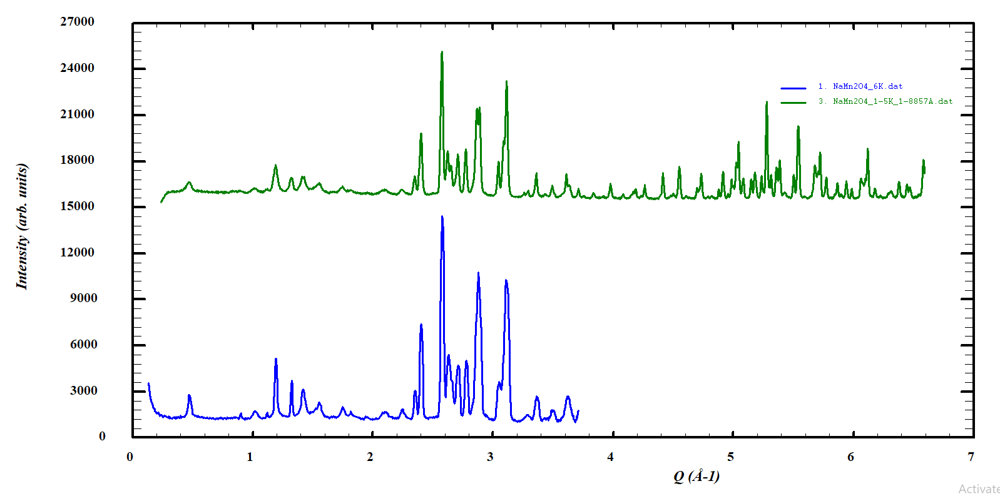 27000
24000
21000
18000
15000
12000
9000
6000
3000
0
Intensity (arb. units)
1. NaMn2O4_6K.dat
3. NaMn2O4_1-5K_1-8857A.dat
0 1 2 3 4 5 6 7
Q (Å-1)
Activate